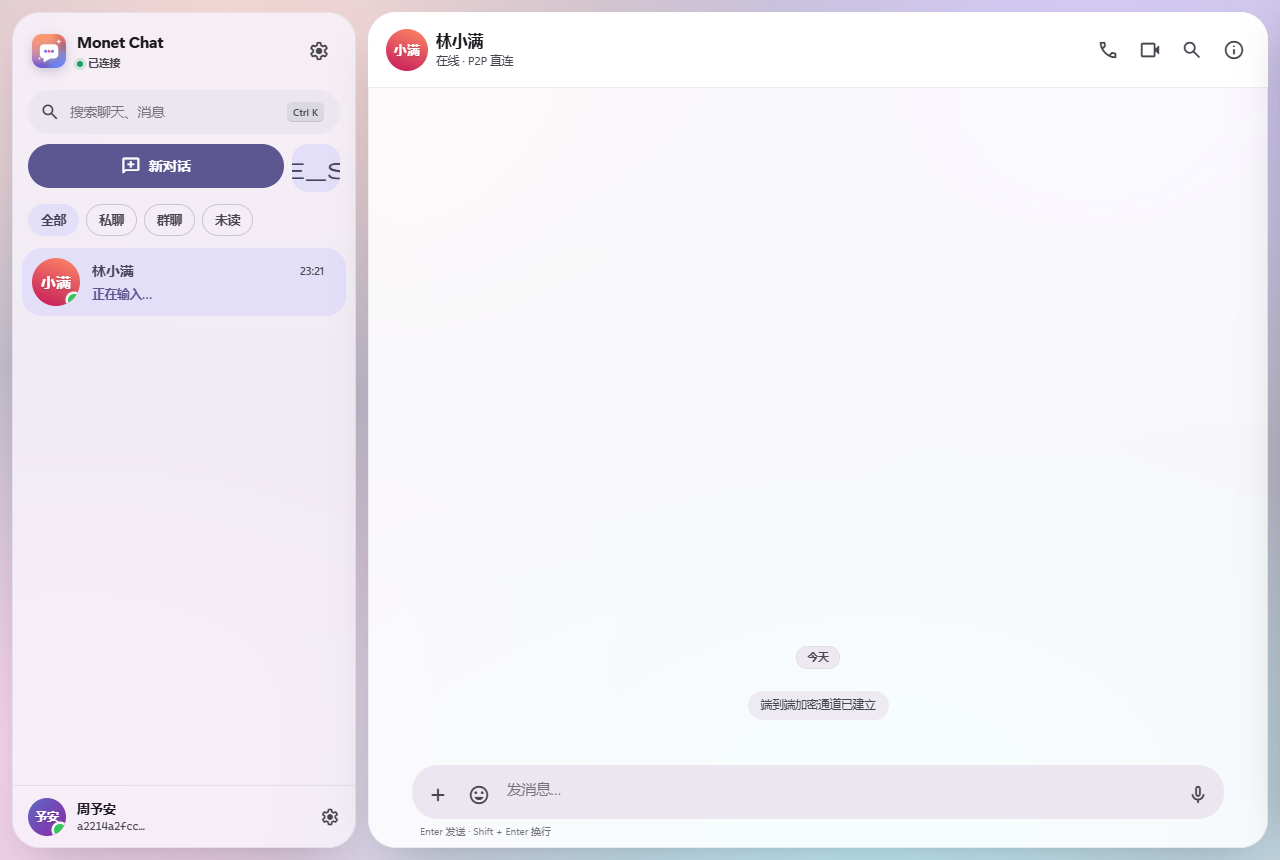 Monet Chat
已连接
搜索聊天、消息
Ctrl K
新对话
E_S
全部
私聊
群聊
未读
小满
林小满
23:21
正在输入...
予安
周予安
a2214a2fcc...
小满
林小满
在线 · P2P 直连
今天
端到端加密通道已建立
发消息...
Enter 发送 · Shift + Enter 换行